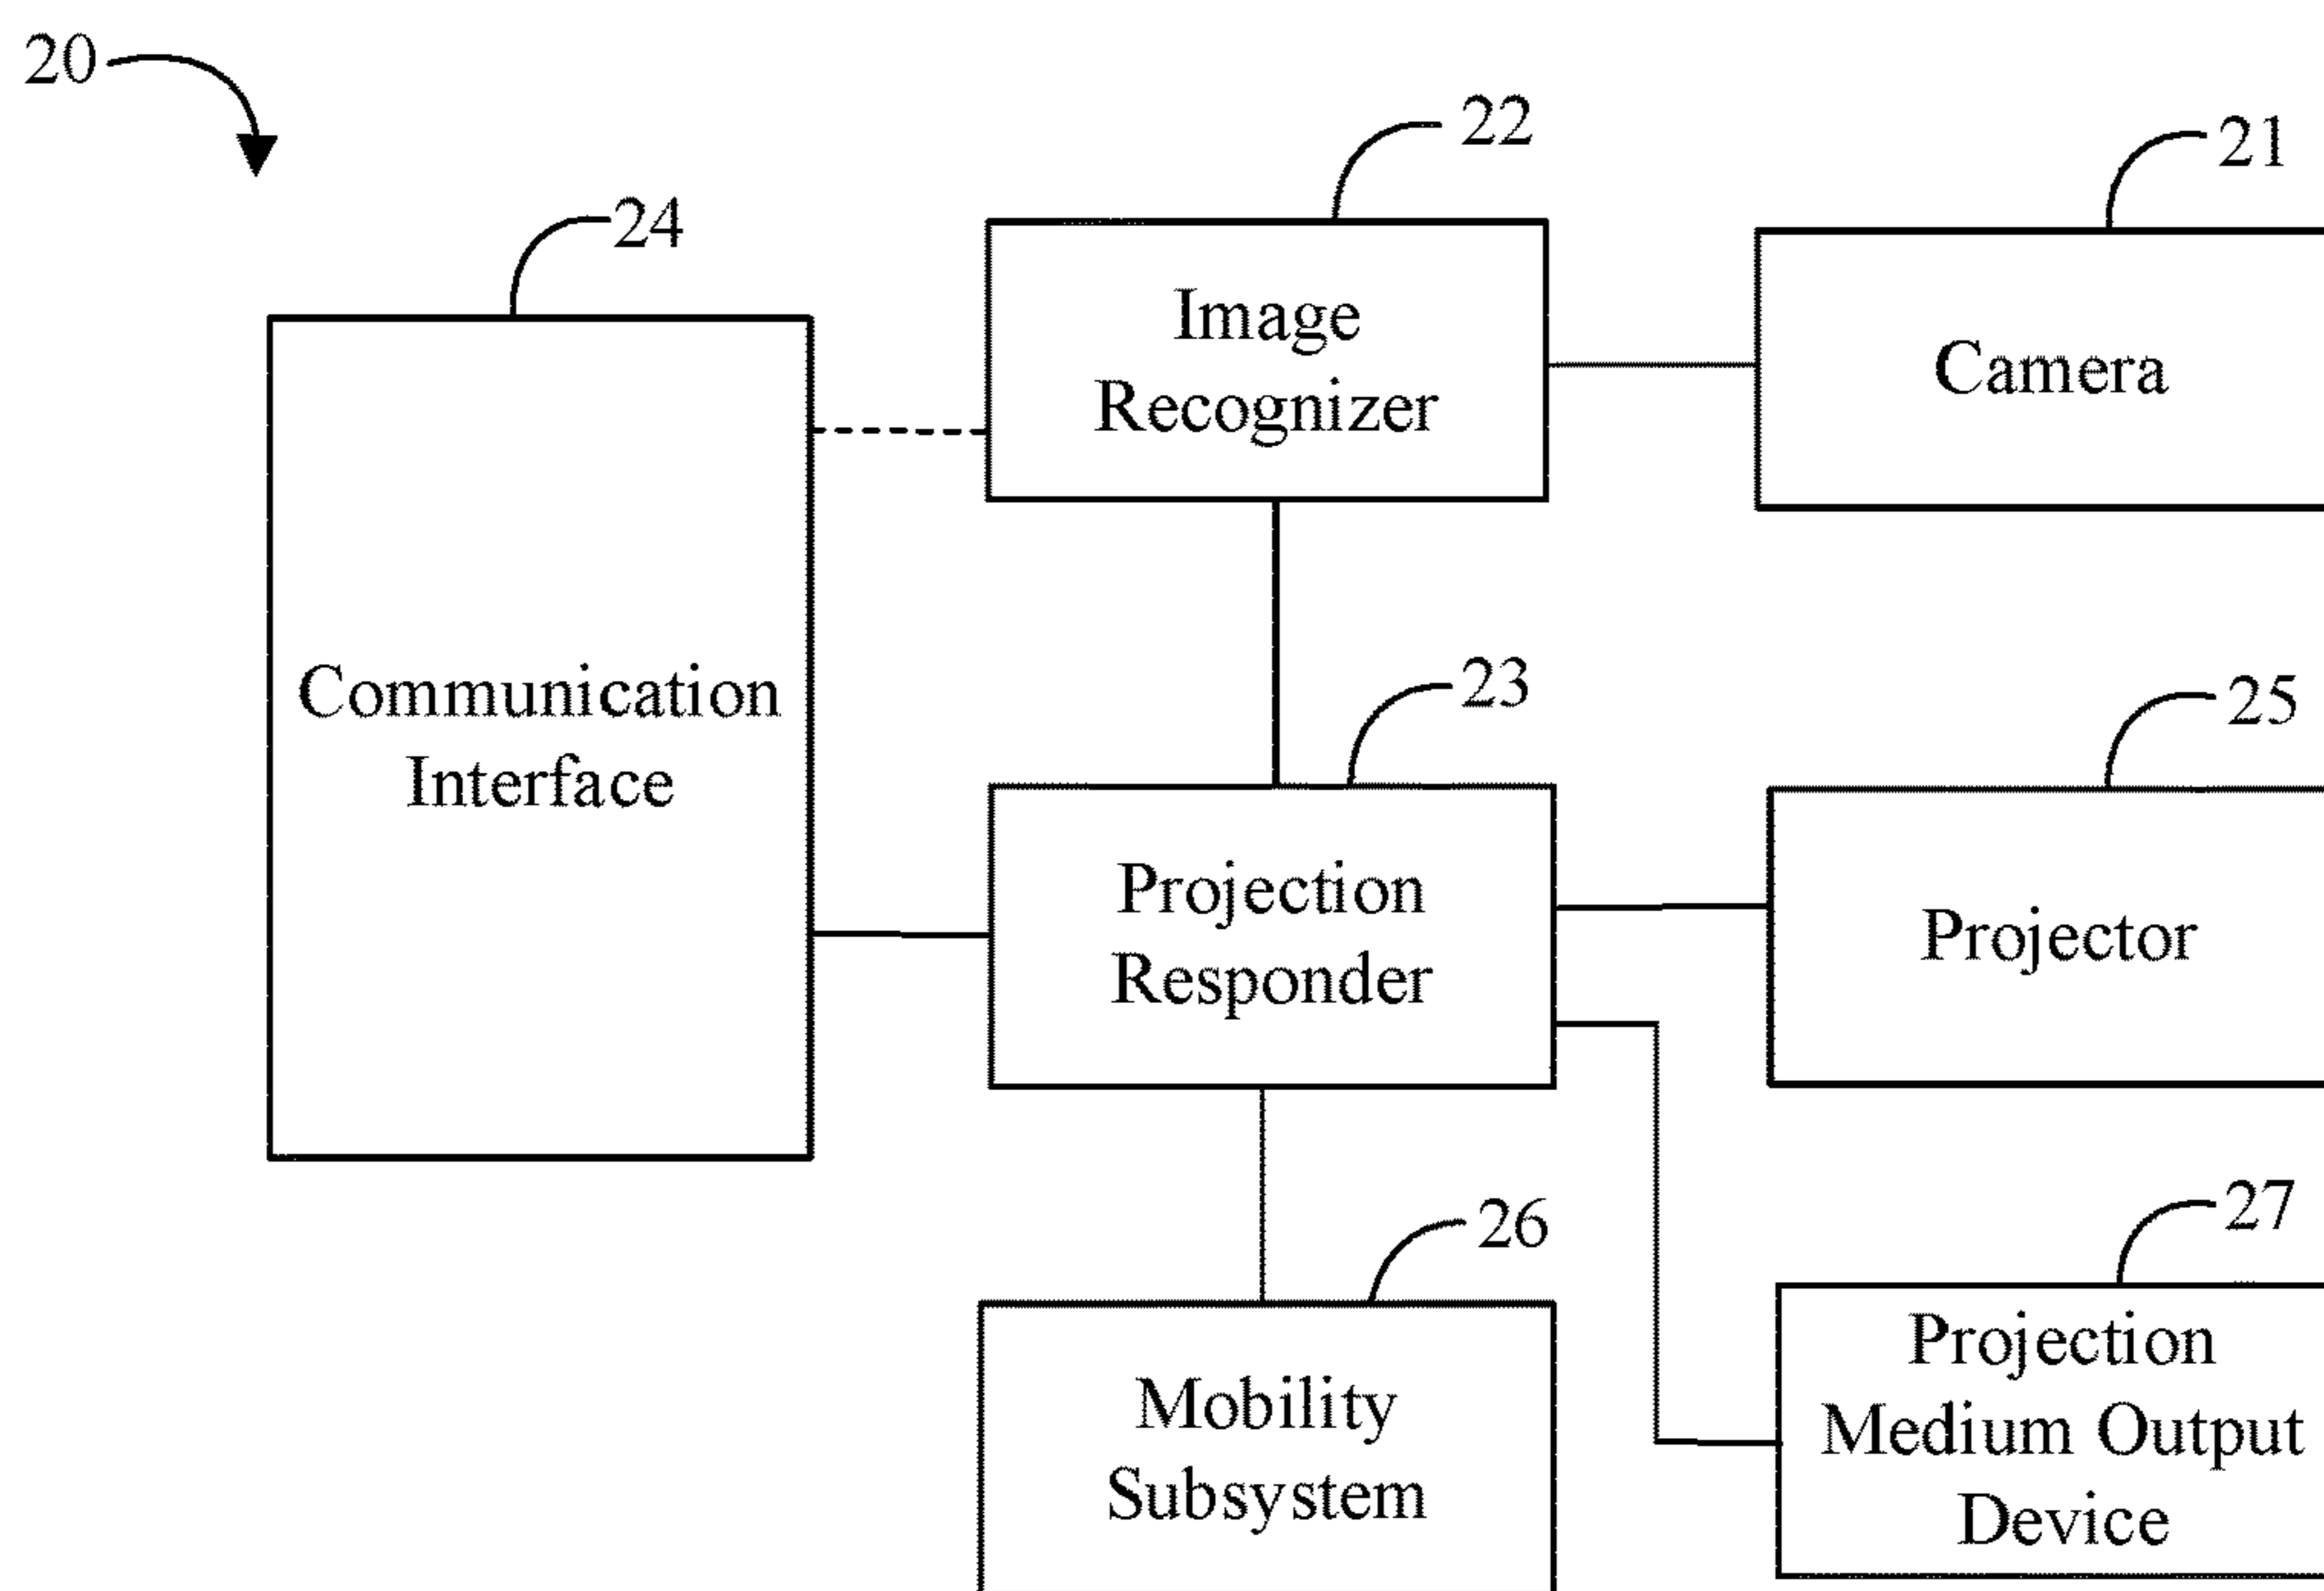 20
22
21
24
Image
Recognizer
Camera
Communication
Interface
23
25
Projection
Responder
Projector
26
27
Mobility
Subsystem
Projection
Medium Output
Device